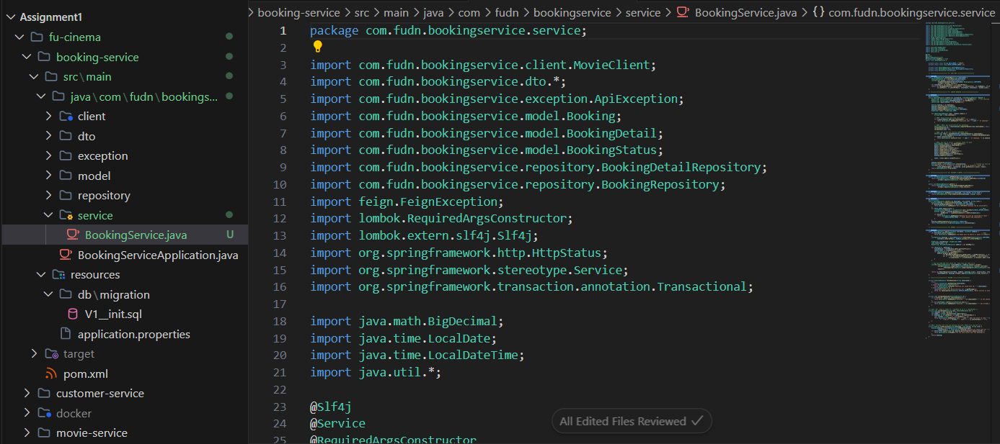 Assignment1
fu-cinema
booking-service
src\main
java\com\fudn\bookings...
client
dto
exception
model
repository
service
BookingService.java U
BookingServiceApplication.java
resources
db\migration
V1__init.sql
application.properties
target
pom.xml
customer-service
docker
movie-service
> booking-service > src > main > java > com > fudn > bookingservice > service > BookingService.java > {} com.fudn.bookingservice.service
1 package com.fudn.bookingservice.service;
2
3 import com.fudn.bookingservice.client.MovieClient;
4 import com.fudn.bookingservice.dto.*;
5 import com.fudn.bookingservice.exception.ApiException;
6 import com.fudn.bookingservice.model.Booking;
7 import com.fudn.bookingservice.model.BookingDetail;
8 import com.fudn.bookingservice.model.BookingStatus;
9 import com.fudn.bookingservice.repository.BookingDetailRepository;
10 import com.fudn.bookingservice.repository.BookingRepository;
11 import feign.FeignException;
12 import lombok.RequiredArgsConstructor;
13 import lombok.extern.slf4j.Slf4j;
14 import org.springframework.http.HttpStatus;
15 import org.springframework.stereotype.Service;
16 import org.springframework.transaction.annotation.Transactional;
17
18 import java.math.BigDecimal;
19 import java.time.LocalDate;
20 import java.time.LocalDateTime;
21 import java.util.*;
22
23 @Slf4j
24 @Service
25 @RequiredArgsConstructor
All Edited Files Reviewed